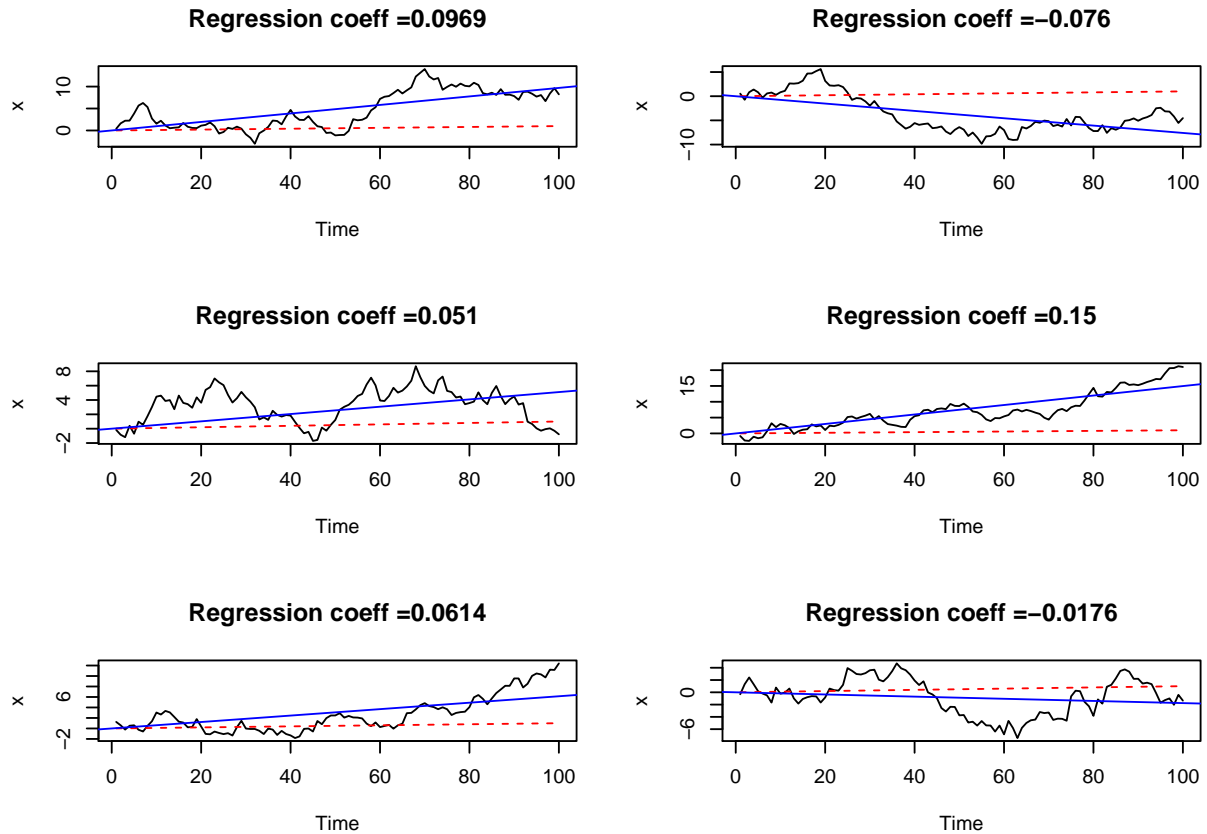 Regression coeff =0.0969
x
10
0
0 20 40 60 80 100
Time
Regression coeff =−0.076
x
0
−10
0 20 40 60 80 100
Time
Regression coeff =0.051
x
8
4
−2
0 20 40 60 80 100
Time
Regression coeff =0.15
x
15
0
0 20 40 60 80 100
Time
Regression coeff =0.0614
x
6
−2
0 20 40 60 80 100
Time
Regression coeff =−0.0176
x
0
−6
0 20 40 60 80 100
Time